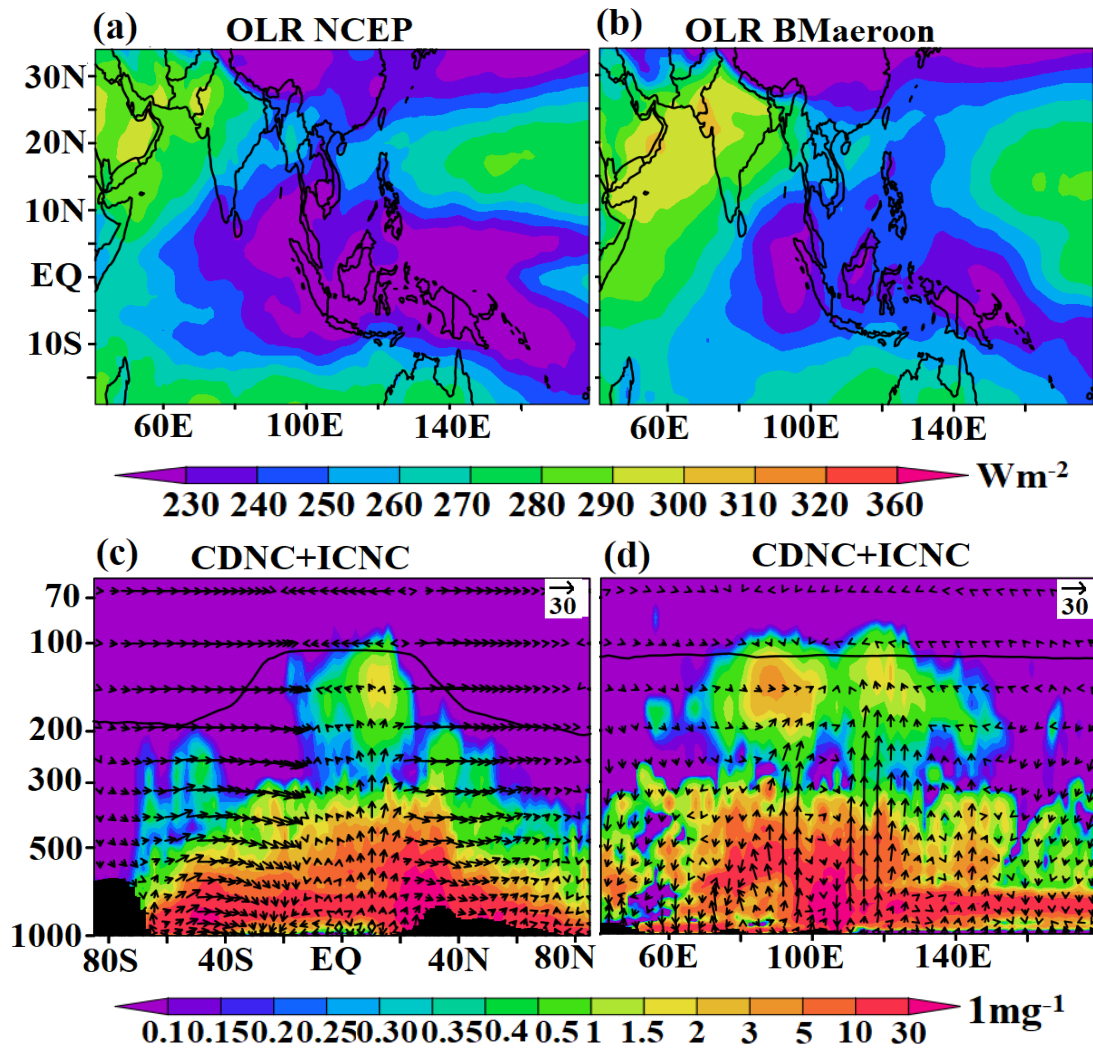 (a) OLR NCEP
(b) OLR BMaeroon
30N
20N
10N
EQ
10S
60E 100E 140E
60E 100E 140E
230 240 250 260 270 280 290 300 310 320 360 Wm-2
(c) CDNC+ICNC
(d) CDNC+ICNC
30
30
70
100
200
300
500
1000
80S 40S EQ 40N 80N
60E 100E 140E
0.10 0.15 0.20 0.25 0.30 0.35 0.4 0.5 1 1.5 2 3 5 10 30 1mg-1